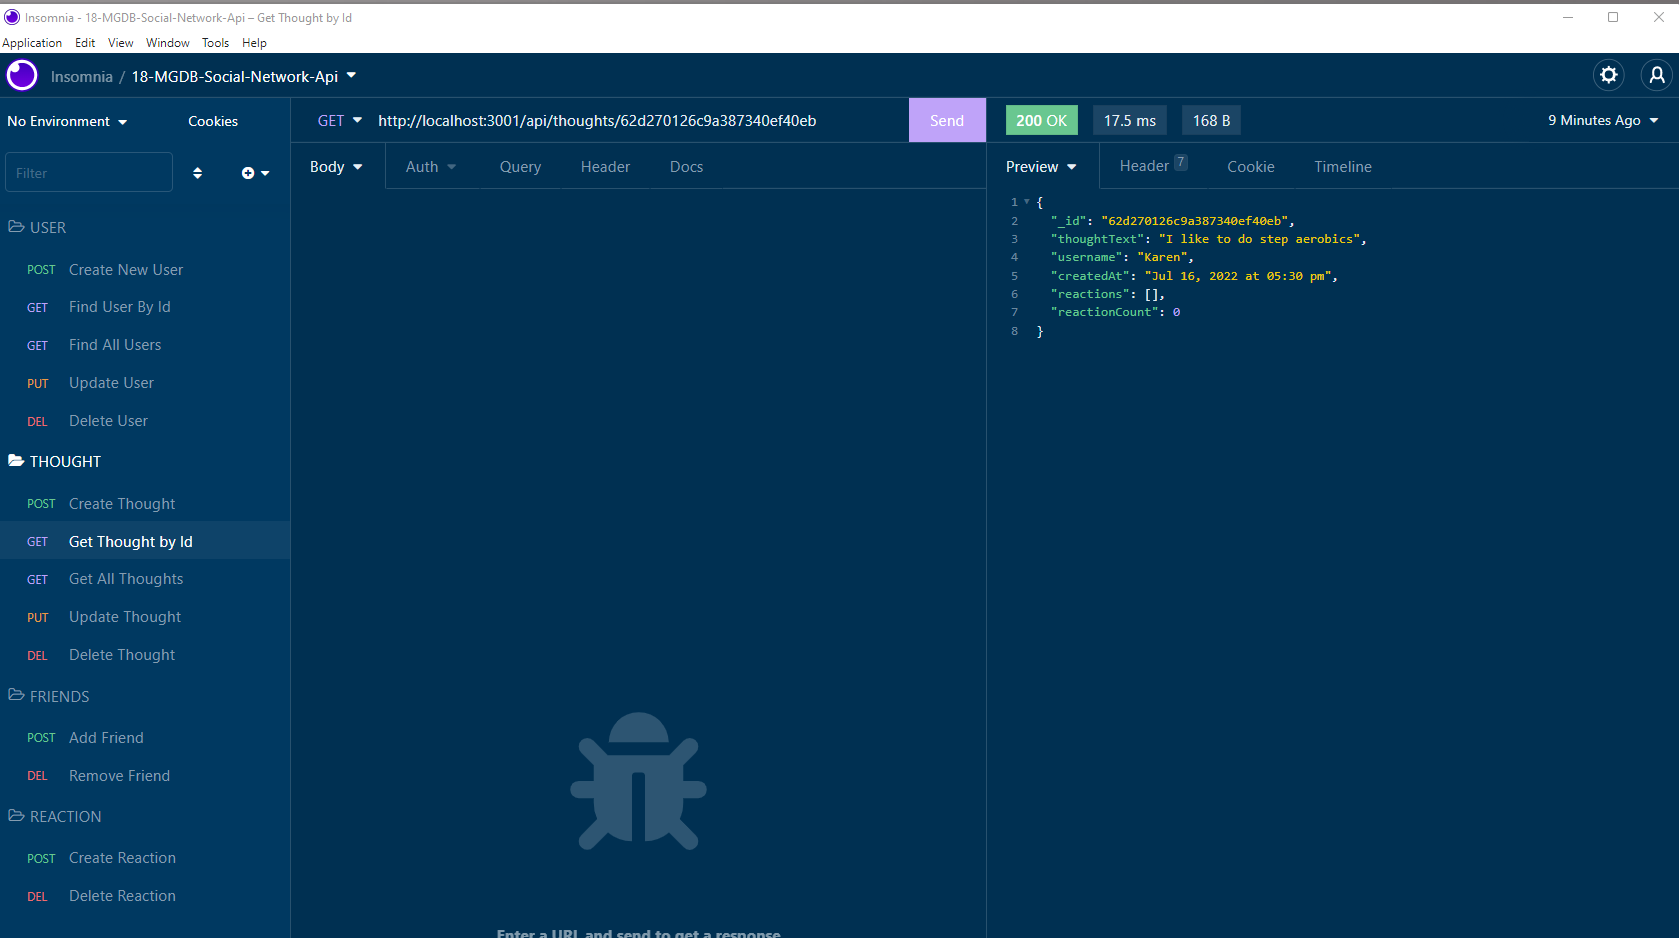 Insomnia - 18-MGDB-Social-Network-Api – Get Thought by Id
Application Edit View Window Tools Help
Insomnia / 18-MGDB-Social-Network-Api
No Environment Cookies
Filter
USER
POST Create New User
GET Find User By Id
GET Find All Users
PUT Update User
DEL Delete User
THOUGHT
POST Create Thought
GET Get Thought by Id
GET Get All Thoughts
PUT Update Thought
DEL Delete Thought
FRIENDS
POST Add Friend
DEL Remove Friend
REACTION
POST Create Reaction
DEL Delete Reaction
GET http://localhost:3001/api/thoughts/62d270126c9a387340ef40eb Send
Body Auth Query Header Docs
Enter a URL and send to get a response
200 OK 17.5 ms 168 B 9 Minutes Ago
Preview Header 7 Cookie Timeline
1 {
2 "_id": "62d270126c9a387340ef40eb",
3 "thoughtText": "I like to do step aerobics",
4 "username": "Karen",
5 "createdAt": "Jul 16, 2022 at 05:30 pm",
6 "reactions": [],
7 "reactionCount": 0
8 }